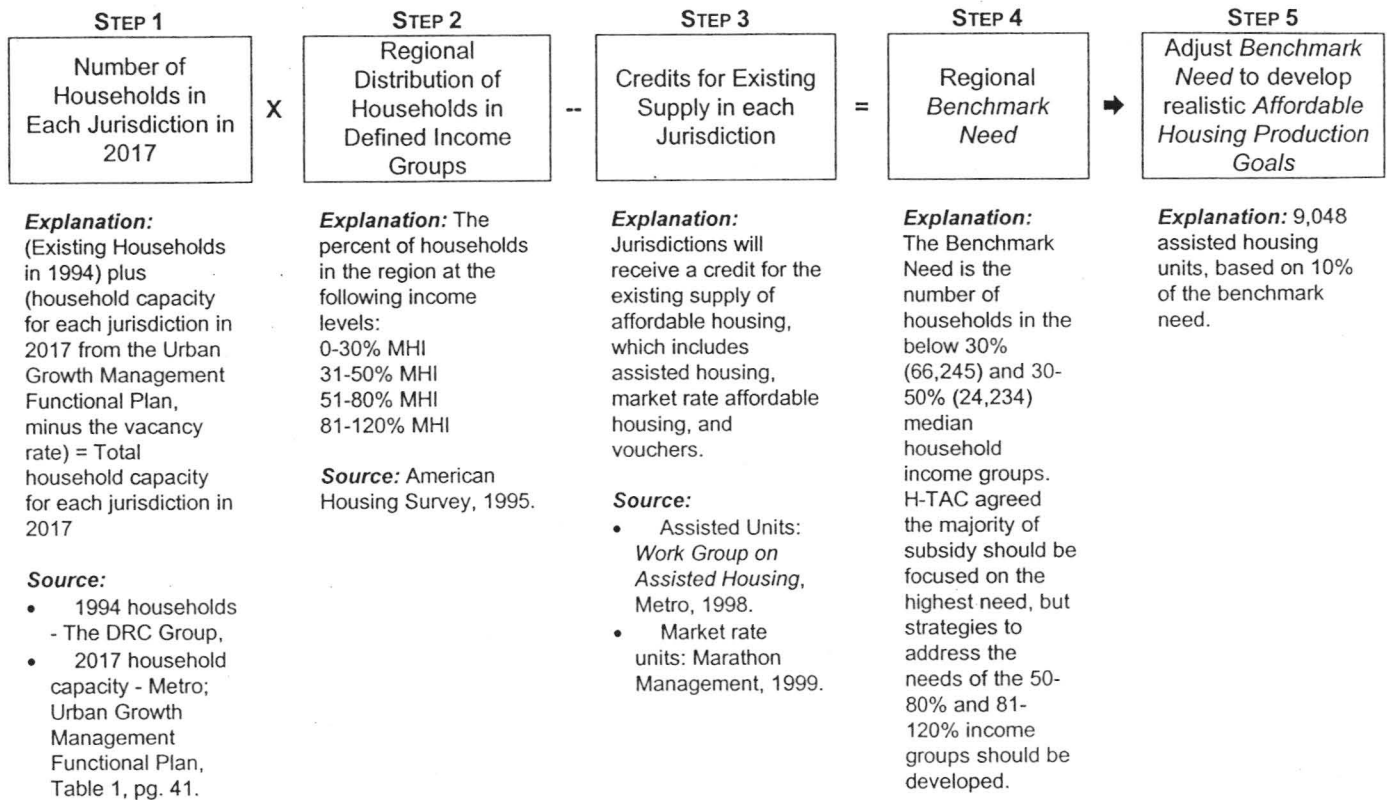 STEP 1
Number of
Households in
Each Jurisdiction in
2017
X
STEP 2
Regional
Distribution of
Households in
Defined Income
Groups
--
STEP 3
Credits for Existing
Supply in each
Jurisdiction
=
STEP 4
Regional
Benchmark
Need
➡
STEP 5
Adjust Benchmark
Need to develop
realistic Affordable
Housing Production
Goals
Explanation:
(Existing Households
in 1994) plus
(household capacity
for each jurisdiction in
2017 from the Urban
Growth Management
Functional Plan,
minus the vacancy
rate) = Total
household capacity
for each jurisdiction in
2017
Source:
• 1994 households
- The DRC Group,
• 2017 household
capacity - Metro;
Urban Growth
Management
Functional Plan,
Table 1, pg. 41.
Explanation: The
percent of households
in the region at the
following income
levels:
0-30% MHI
31-50% MHI
51-80% MHI
81-120% MHI
Source: American
Housing Survey, 1995.
Explanation:
Jurisdictions will
receive a credit for the
existing supply of
affordable housing,
which includes
assisted housing,
market rate affordable
housing, and
vouchers.
Source:
• Assisted Units:
Work Group on
Assisted Housing,
Metro, 1998.
• Market rate
units: Marathon
Management, 1999.
Explanation:
The Benchmark
Need is the
number of
households in the
below 30%
(66,245) and 30-
50% (24,234)
median
household
income groups.
H-TAC agreed
the majority of
subsidy should be
focused on the
highest need, but
strategies to
address the
needs of the 50-
80% and 81-
120% income
groups should be
developed.
Explanation: 9,048
assisted housing
units, based on 10%
of the benchmark
need.